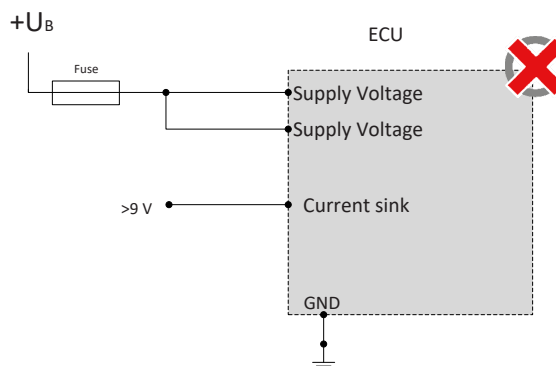 +UB
ECU
Fuse
Supply Voltage
Supply Voltage
>9 V
Current sink
GND